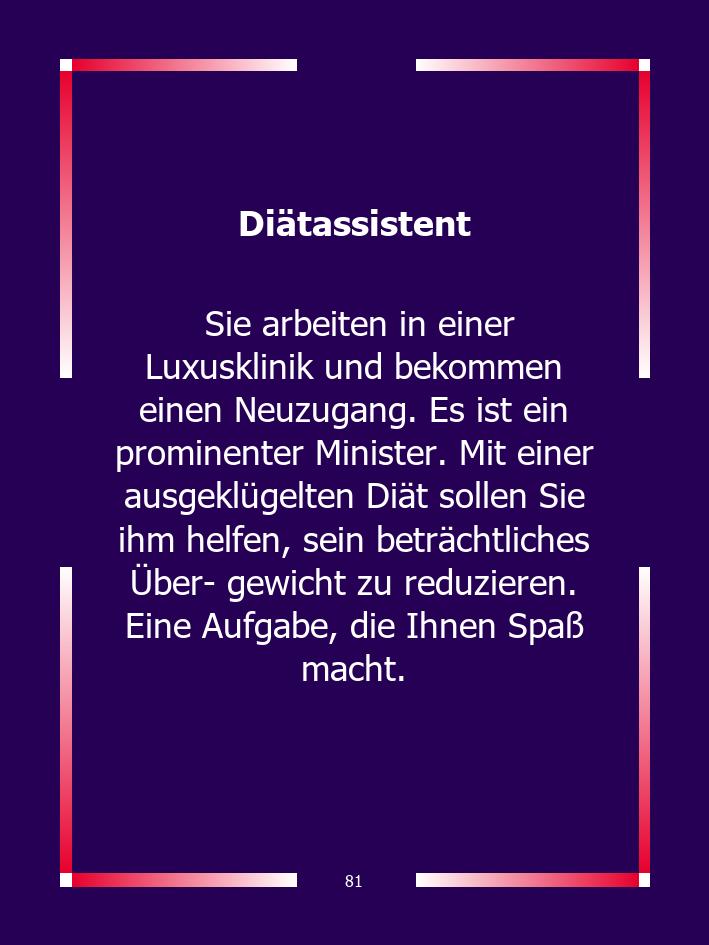 Diätassistent
Sie arbeiten in einer
Luxusklinik und bekommen
einen Neuzugang. Es ist ein
prominenter Minister. Mit einer
ausgeklügelten Diät sollen Sie
ihm helfen, sein beträchtliches
Über- gewicht zu reduzieren.
Eine Aufgabe, die Ihnen Spaß
macht.
81